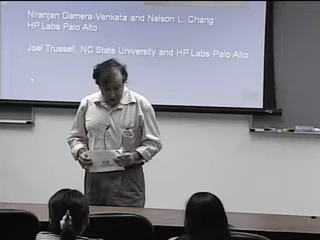 Niranjan Damera-Venkata and Nelson L. Chang
HP Labs Palo Alto
Joel Trussell, NC State University and HP Labs Palo Alto